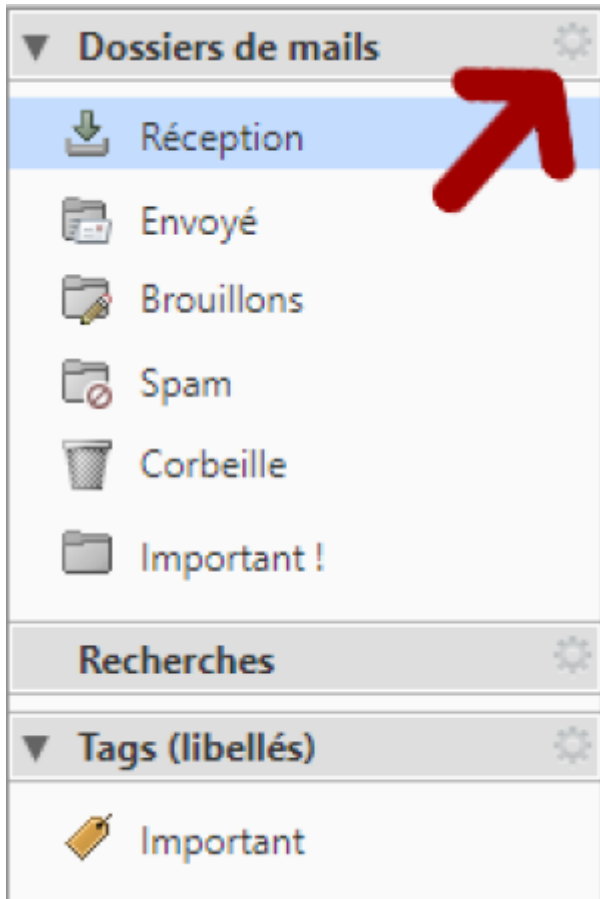 Dossiers de mails
Réception
Envoyé
Brouillons
Spam
Corbeille
Important !
Recherches
Tags (libellés)
Important